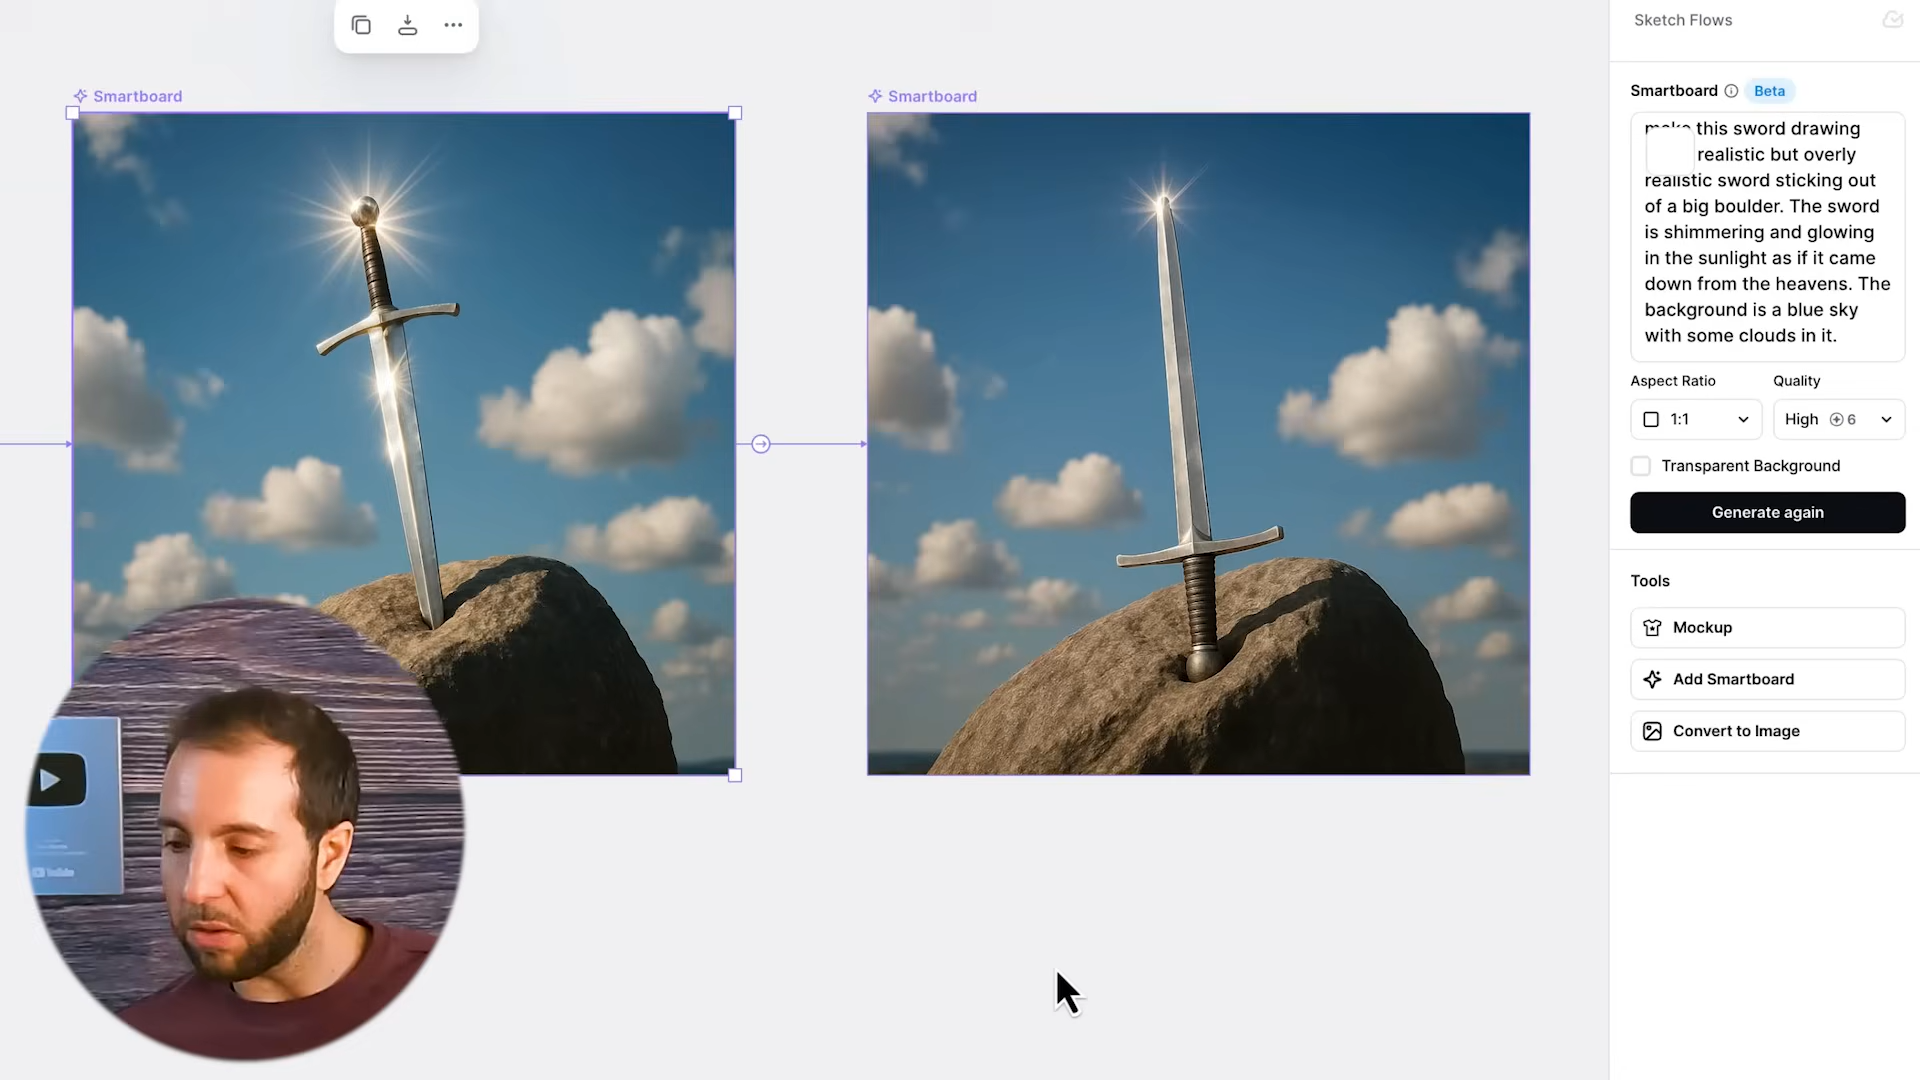 Sketch Flows
Smartboard
Smartboard
Smartboard Beta
make this sword drawing
realistic but overly
realistic sword sticking out
of a big boulder. The sword
is shimmering and glowing
in the sunlight as if it came
down from the heavens. The
background is a blue sky
with some clouds in it.
Aspect Ratio
Quality
1:1
High 6
Transparent Background
Generate again
Tools
Mockup
Add Smartboard
Convert to Image
YouTube